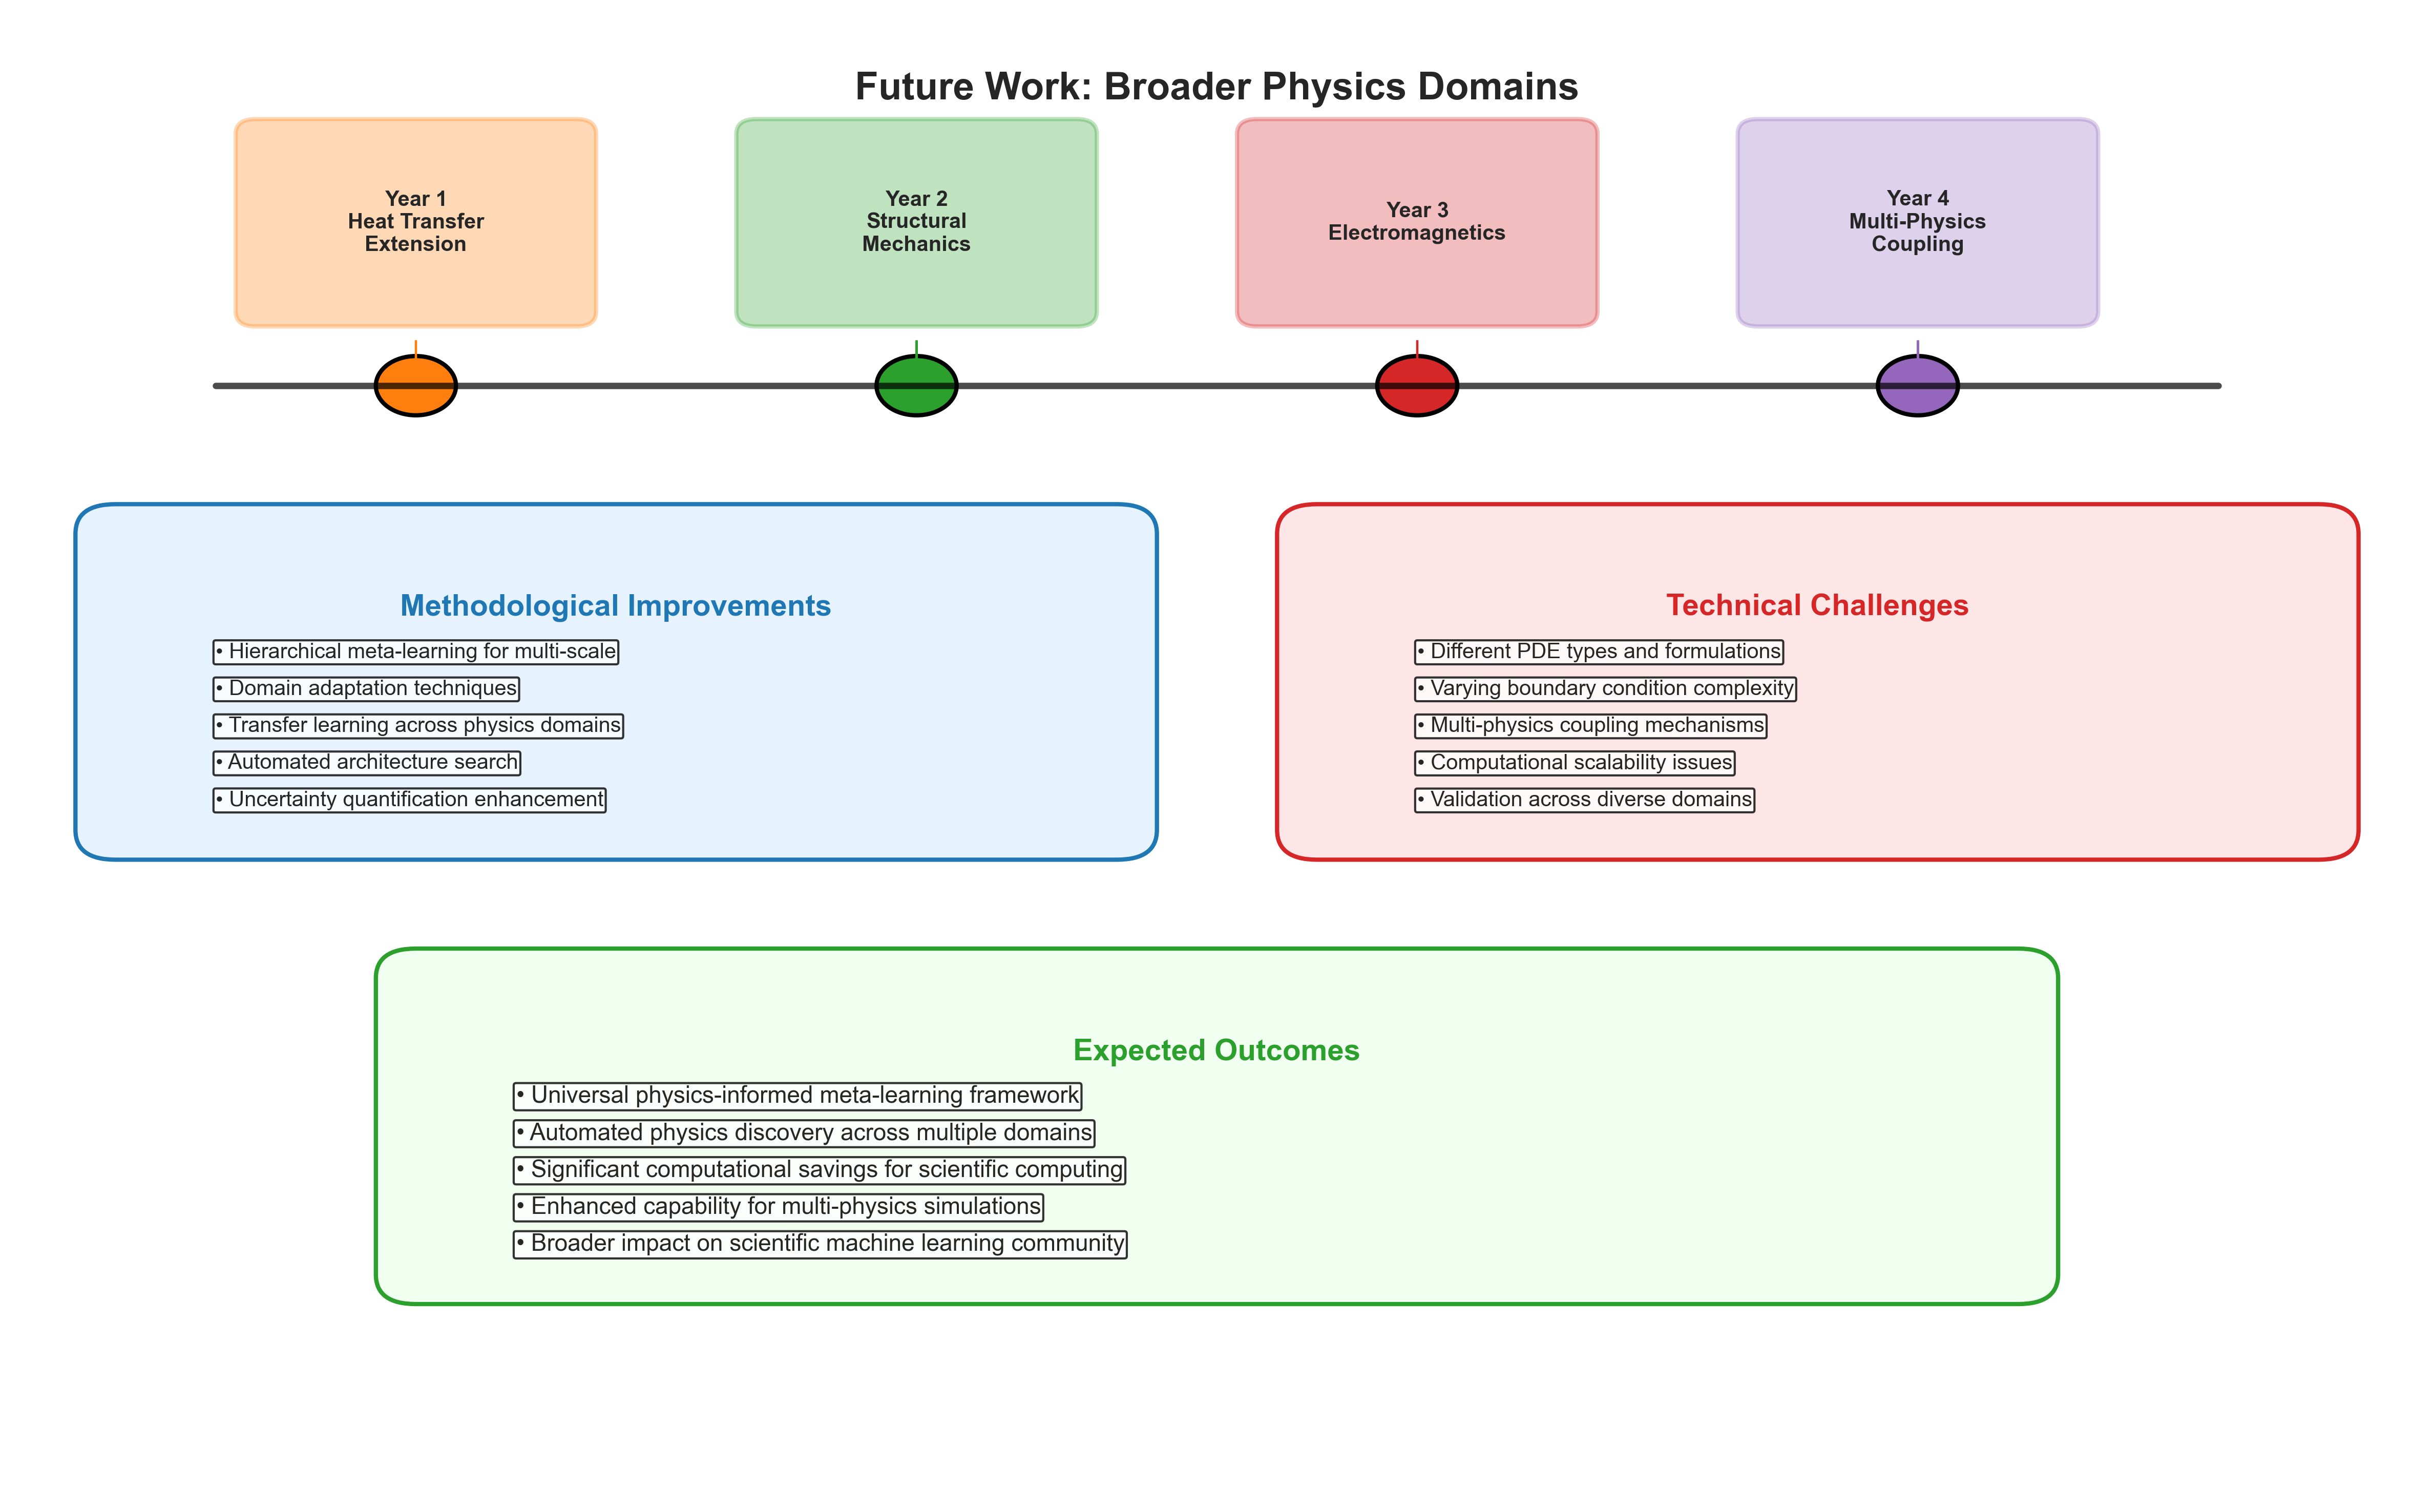 Future Work: Broader Physics Domains
Year 1
Heat Transfer
Extension
Year 2
Structural
Mechanics
Year 3
Electromagnetics
Year 4
Multi-Physics
Coupling
Methodological Improvements
• Hierarchical meta-learning for multi-scale
• Domain adaptation techniques
• Transfer learning across physics domains
• Automated architecture search
• Uncertainty quantification enhancement
Technical Challenges
• Different PDE types and formulations
• Varying boundary condition complexity
• Multi-physics coupling mechanisms
• Computational scalability issues
• Validation across diverse domains
Expected Outcomes
• Universal physics-informed meta-learning framework
• Automated physics discovery across multiple domains
• Significant computational savings for scientific computing
• Enhanced capability for multi-physics simulations
• Broader impact on scientific machine learning community